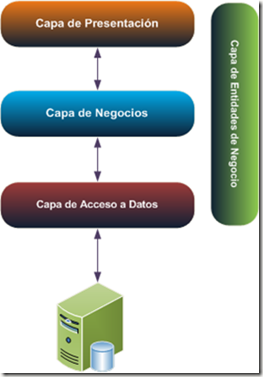 Capa de Presentación
Capa de Negocios
Capa de Acceso a Datos
Capa de Entidades de Negocio